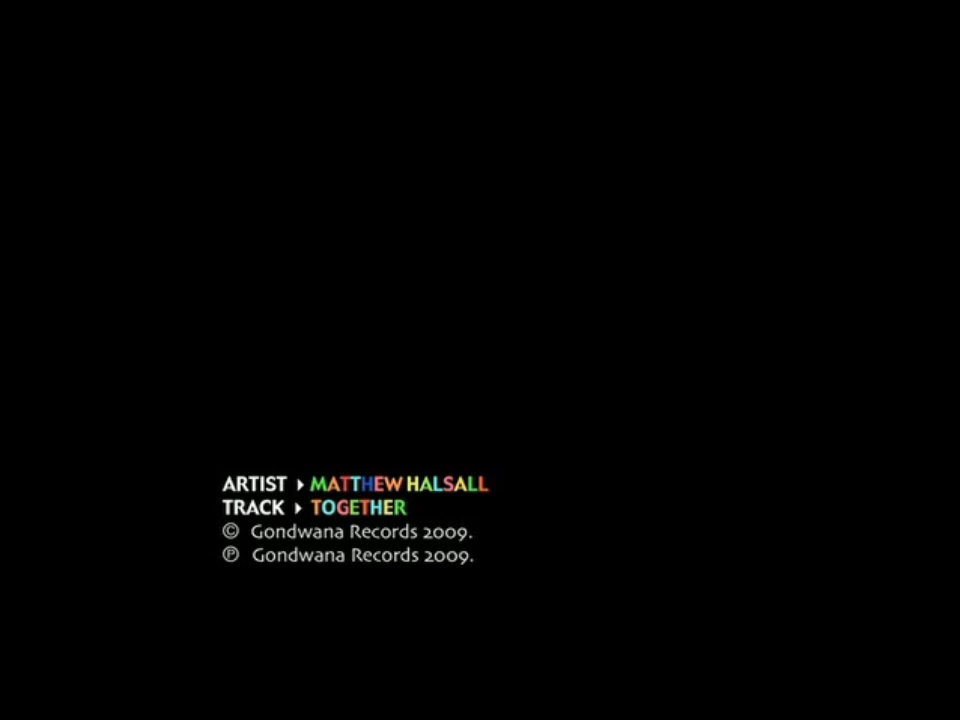 ARTIST ▸ MATTHEW HALSALL
TRACK ▸ TOGETHER
© Gondwana Records 2009.
℗ Gondwana Records 2009.